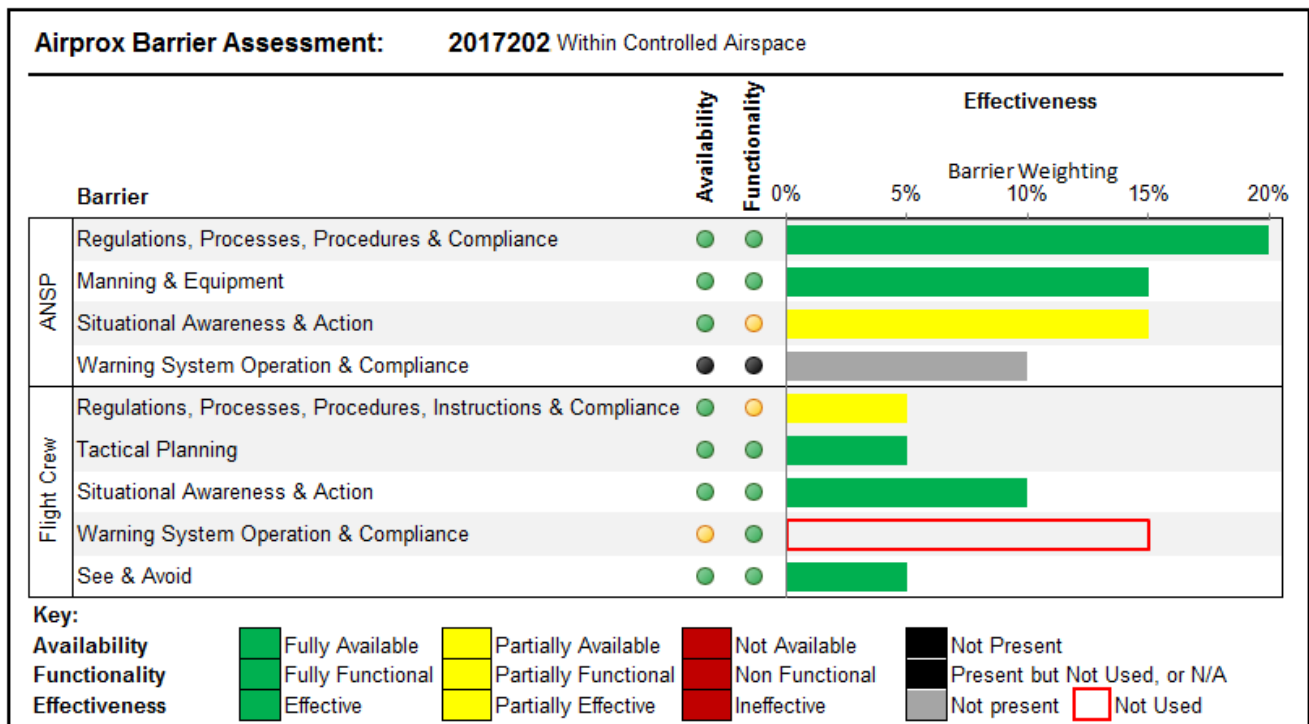 Airprox Barrier Assessment: 2017202 Within Controlled Airspace
Availability
Functionality
Effectiveness
Barrier Weighting
Barrier
0% 5% 10% 15% 20%
ANSP
Regulations, Processes, Procedures & Compliance
Manning & Equipment
Situational Awareness & Action
Warning System Operation & Compliance
Flight Crew
Regulations, Processes, Procedures, Instructions & Compliance
Tactical Planning
Situational Awareness & Action
Warning System Operation & Compliance
See & Avoid
Key:
Availability Fully Available Partially Available Not Available Not Present
Functionality Fully Functional Partially Functional Non Functional Present but Not Used, or N/A
Effectiveness Effective Partially Effective Ineffective Not present Not Used